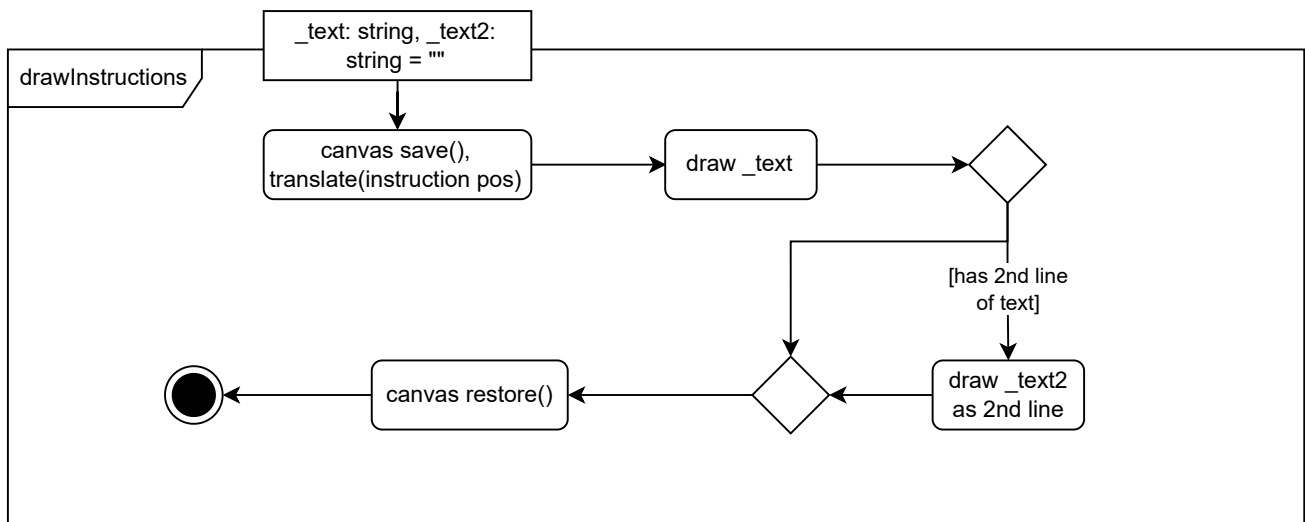 _text: string, _text2:
string = ""
drawInstructions
canvas save(),
translate(instruction pos)
draw _text
[has 2nd line
of text]
canvas restore()
draw _text2
as 2nd line